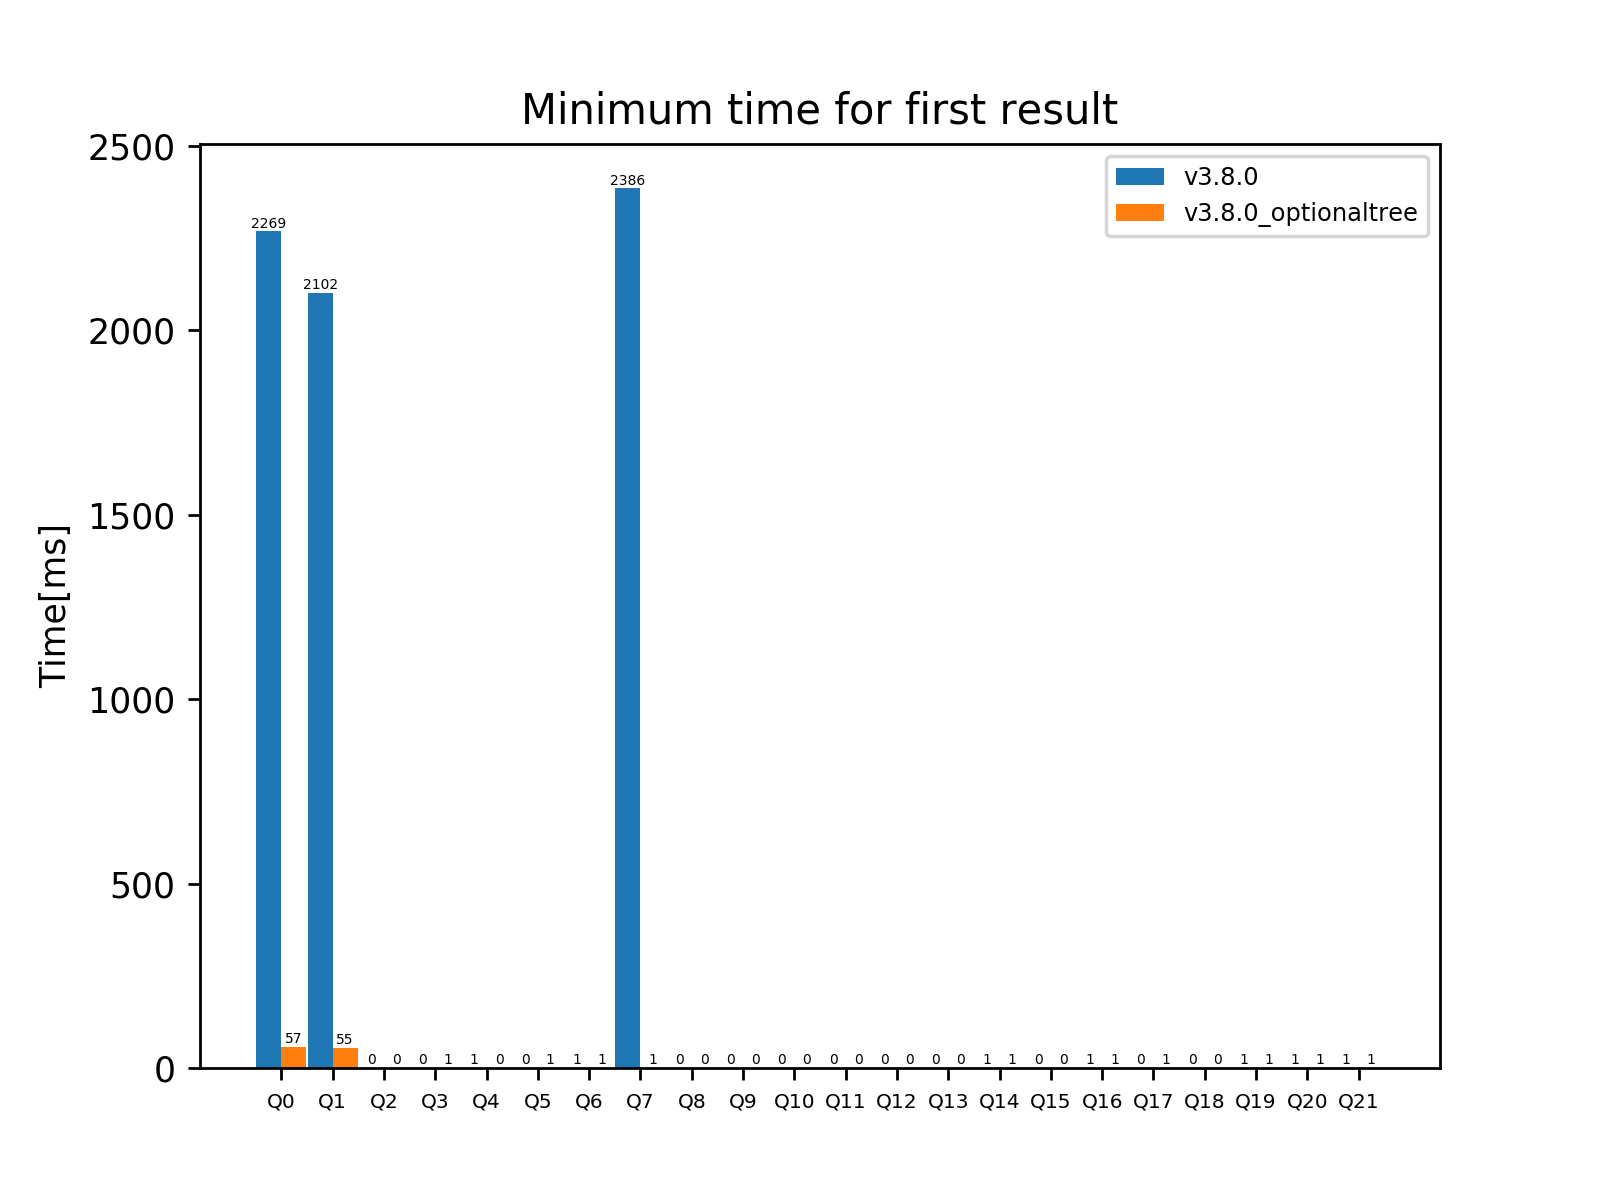 Minimum time for first result
2500
2000
1500
1000
500
0
Time[ms]
v3.8.0
v3.8.0_optionaltree
2269 57 2102 55 0 0 0 1 1 0 0 1 1 1 2386 1 0 0 0 0 0 0 0 0 0 0 0 0 1 1 0 0 1 1 0 1 0 0 1 1 1 1 1 1
Q0 Q1 Q2 Q3 Q4 Q5 Q6 Q7 Q8 Q9 Q10 Q11 Q12 Q13 Q14 Q15 Q16 Q17 Q18 Q19 Q20 Q21